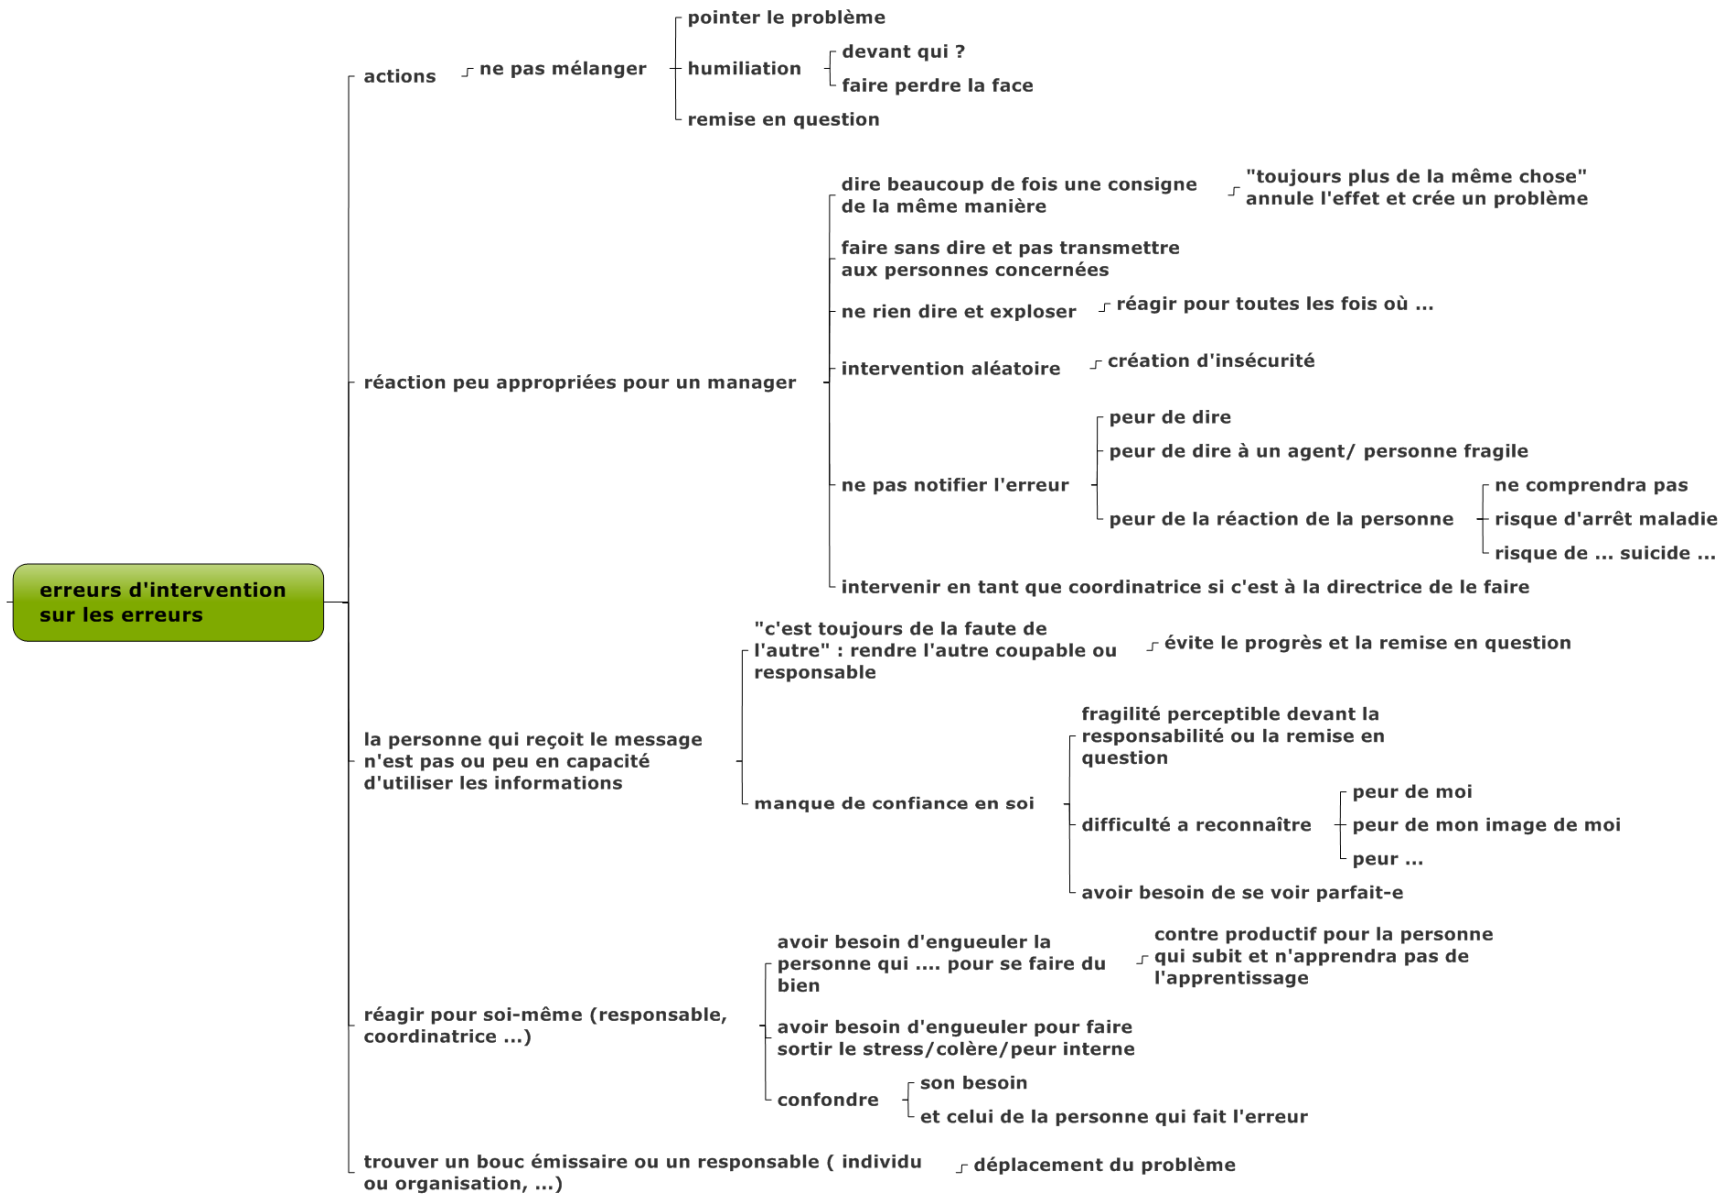 pointer le problème
devant qui ?
actions
ne pas mélanger
humiliation
faire perdre la face
remise en question
dire beaucoup de fois une consigne
de la même manière
"toujours plus de la même chose"
annule l'effet et crée un problème
faire sans dire et pas transmettre
aux personnes concernées
ne rien dire et exploser
réagir pour toutes les fois où ...
intervention aléatoire
création d'insécurité
réaction peu appropriées pour un manager
peur de dire
peur de dire à un agent/ personne fragile
ne pas notifier l'erreur
ne comprendra pas
peur de la réaction de la personne
risque d'arrêt maladie
risque de ... suicide ...
intervenir en tant que coordinatrice si c'est à la directrice de le faire
erreurs d'intervention
sur les erreurs
"c'est toujours de la faute de
l'autre" : rendre l'autre coupable ou
responsable
évite le progrès et la remise en question
la personne qui reçoit le message
n'est pas ou peu en capacité
d'utiliser les informations
fragilité perceptible devant la
responsabilité ou la remise en
question
manque de confiance en soi
peur de moi
difficulté a reconnaître
peur de mon image de moi
peur ...
avoir besoin de se voir parfait-e
avoir besoin d'engueuler la
personne qui .... pour se faire du
bien
contre productif pour la personne
qui subit et n'apprendra pas de
l'apprentissage
réagir pour soi-même (responsable,
coordinatrice ...)
avoir besoin d'engueuler pour faire
sortir le stress/colère/peur interne
confondre
son besoin
et celui de la personne qui fait l'erreur
trouver un bouc émissaire ou un responsable ( individu
ou organisation, ...)
déplacement du problème